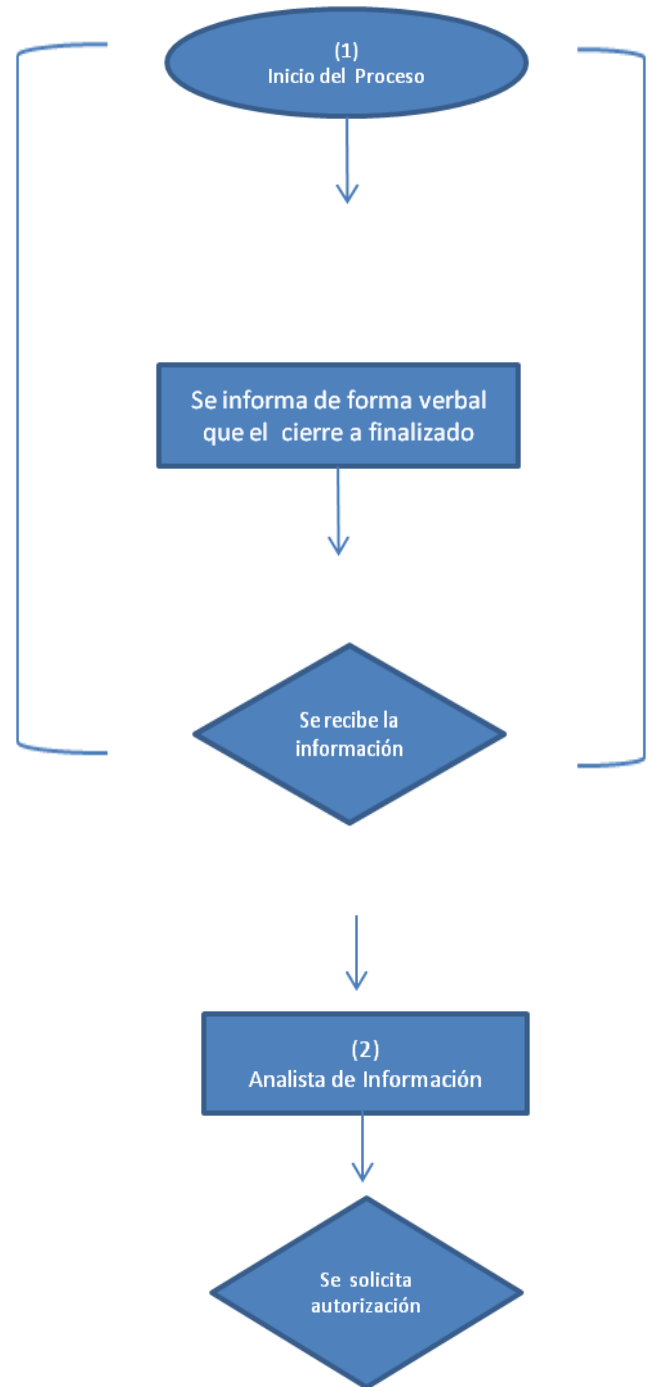 (1)
Inicio del Proceso
Se informa de forma verbal
que el cierre a finalizado
Se recibe la
información
(2)
Analista de Información
Se solicita
autorización